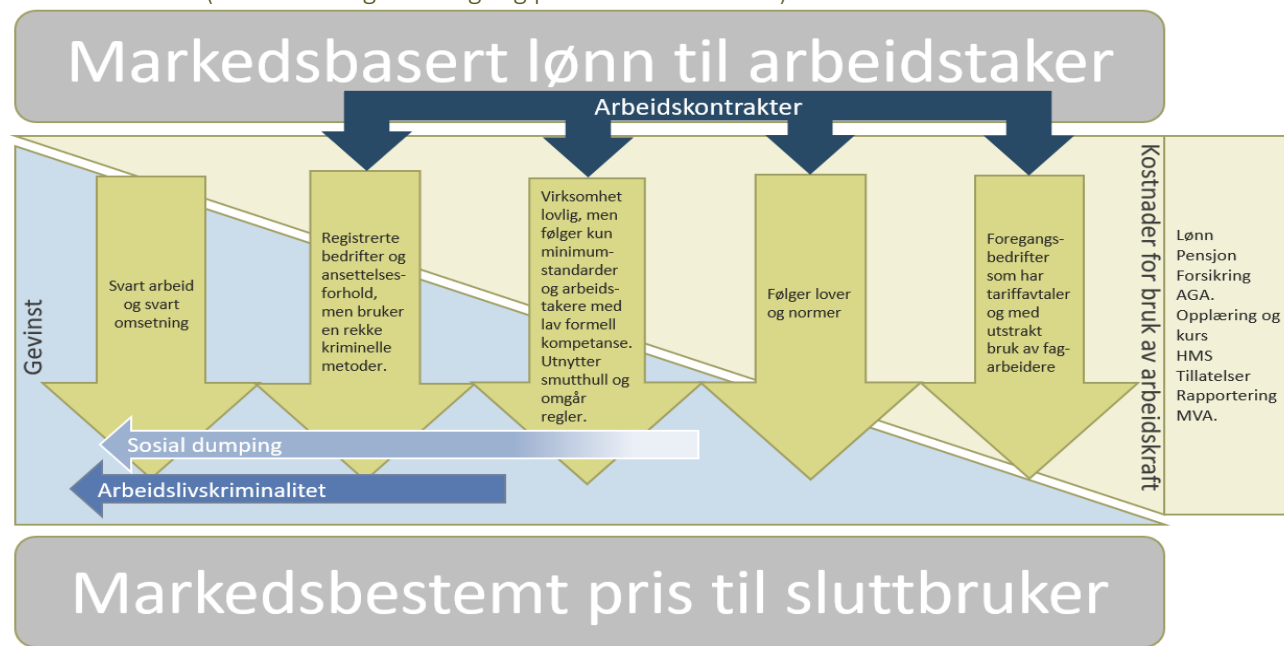 Markedsbasert lønn til arbeidstaker
Arbeidskontrakter
Gevinst
Svart arbeid
og svart
omsetning
Registrerte
bedrifter og
ansettelses-
forhold,
men bruker
en rekke
kriminelle
metoder.
Virksomhet
lovlig, men
følger kun
minimum-
standarder
og arbeids-
takere med
lav formell
kompetanse.
Utnytter
smutthull og
omgår
regler.
Følger lover
og normer
Foregangs-
bedrifter
som har
tariffavtaler
og med
utstrakt
bruk av fag-
arbeidere
Kostnader for bruk av arbeidskraft
Lønn
Pensjon
Forsikring
AGA.
Opplæring og
kurs
HMS
Tillatelser
Rapportering
MVA.
Sosial dumping
Arbeidslivskriminalitet
Markedsbestemt pris til sluttbruker